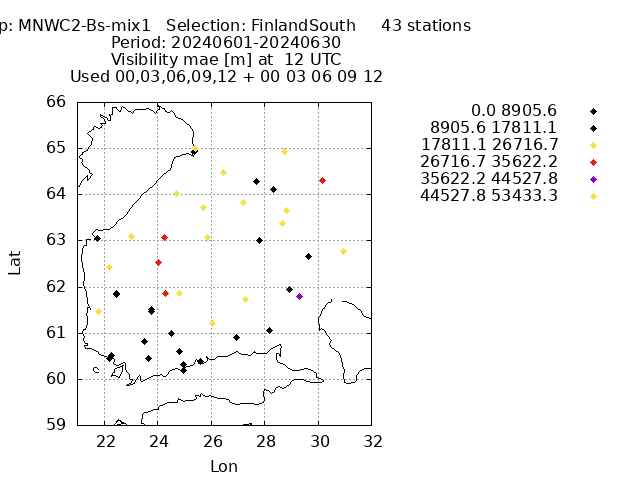 p: MNWC2-Bs-mix1 Selection: FinlandSouth 43 stations
Period: 20240601-20240630
Visibility mae [m] at 12 UTC
Used 00,03,06,09,12 + 00 03 06 09 12
0.0 8905.6
8905.6 17811.1
17811.1 26716.7
26716.7 35622.2
35622.2 44527.8
44527.8 53433.3
66
65
64
63
62
61
60
59
Lat
22 24 26 28 30 32
Lon